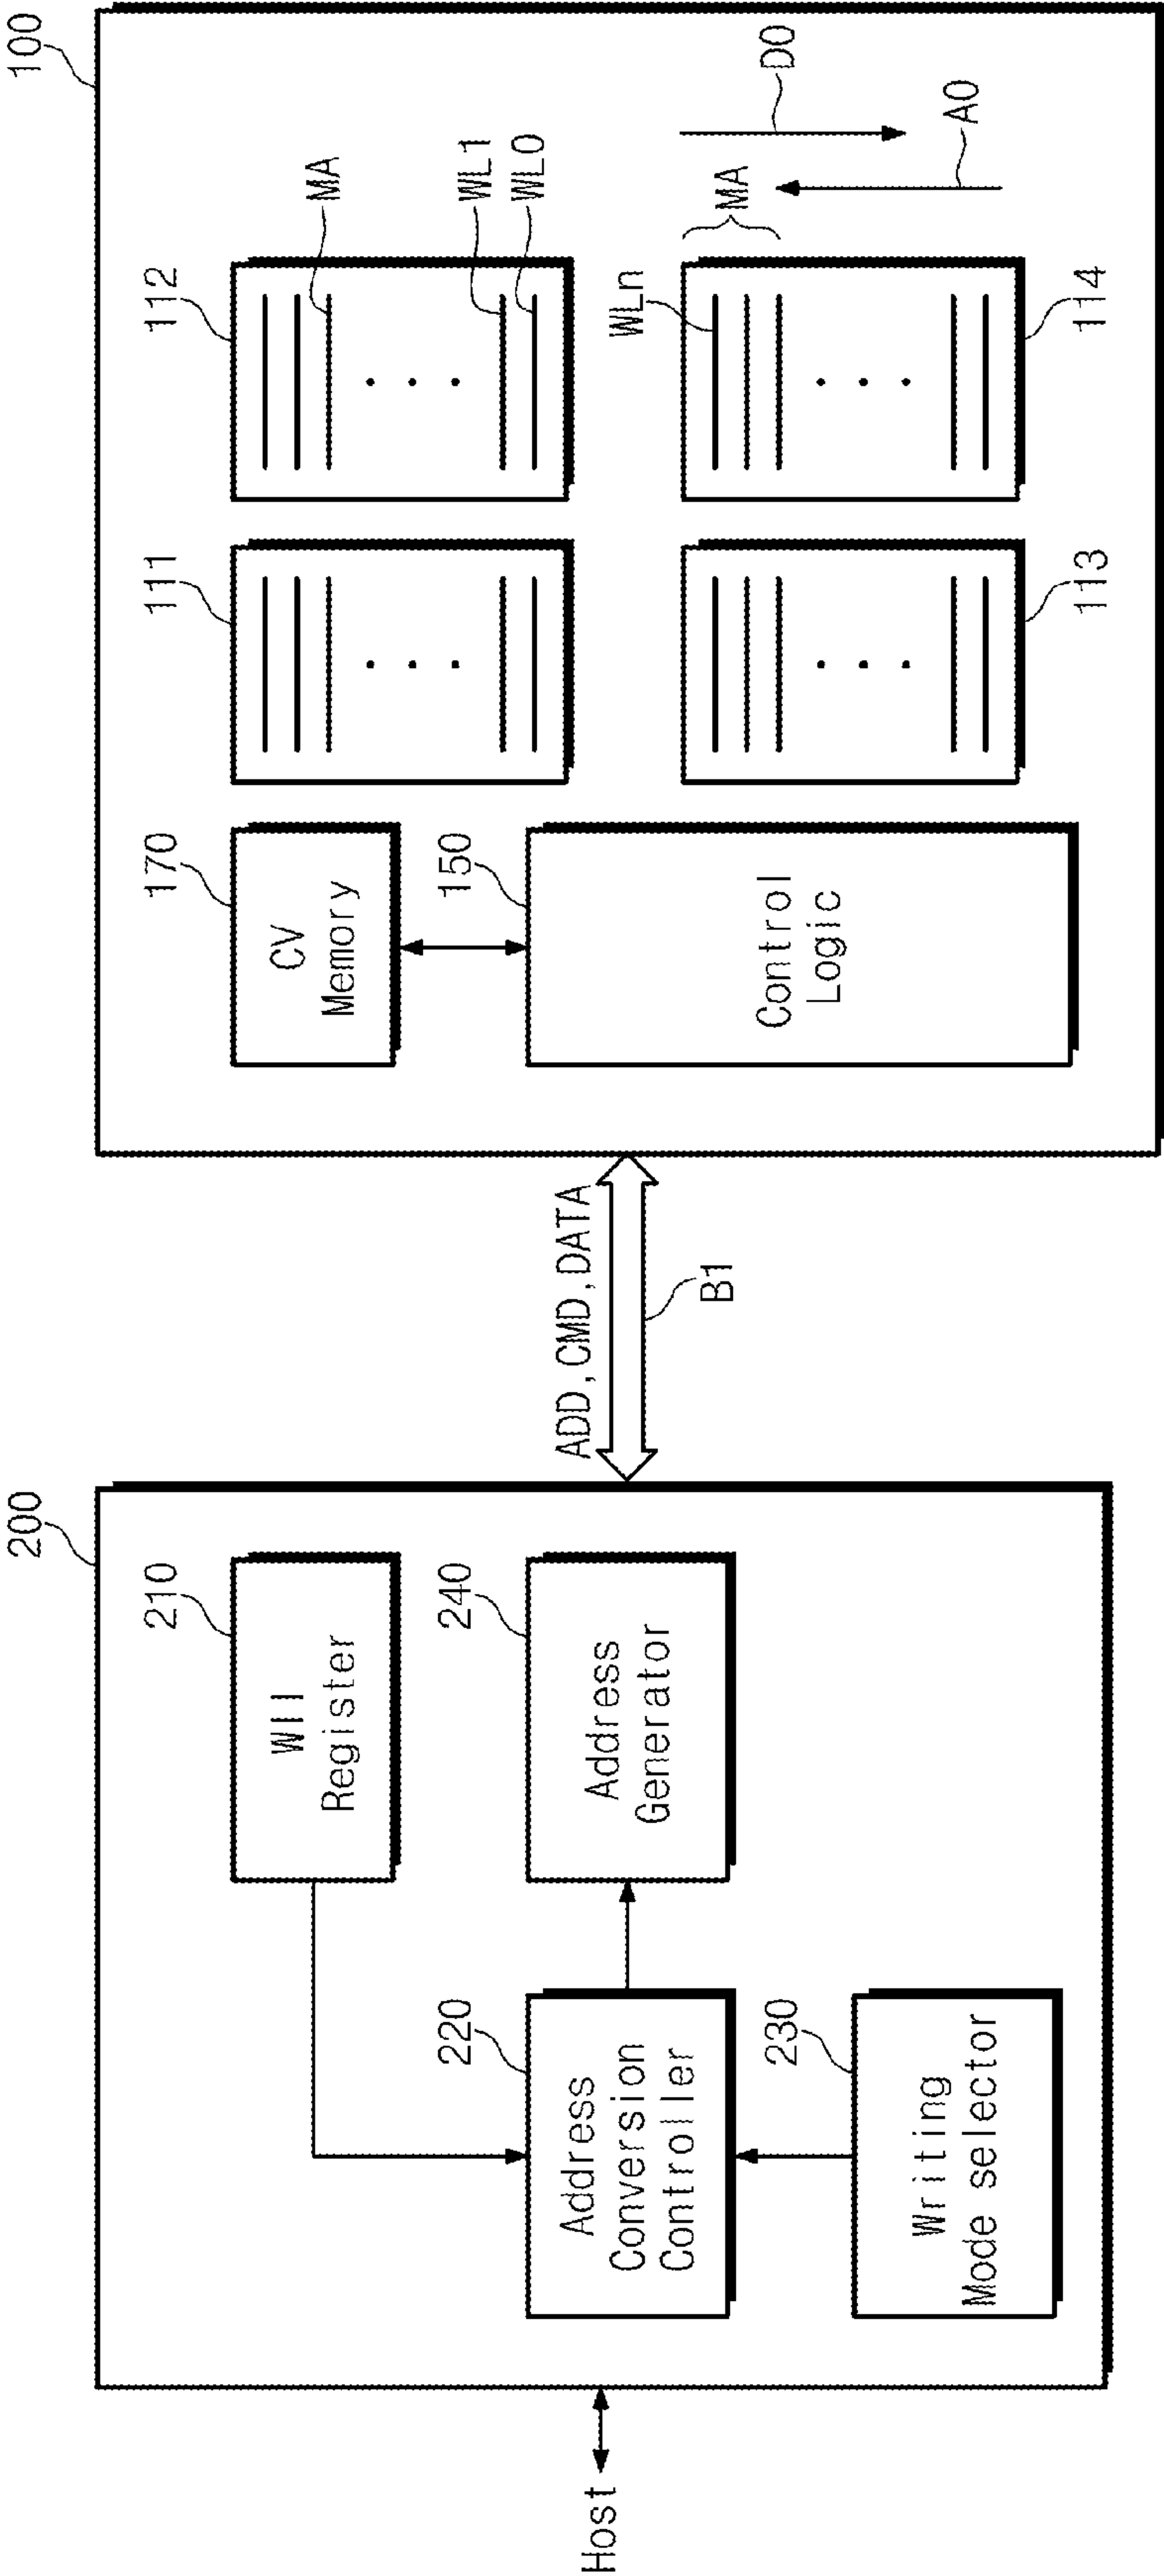 Host
200
210
WII
Register
220
Address
Conversion
Controller
240
Address
Generator
230
Writing
Mode selector
ADD,CMD,DATA
B1
100
170
CV
Memory
150
Control
Logic
111
112
MA
WL1
WL0
WLn
MA
113
114
DO
AO